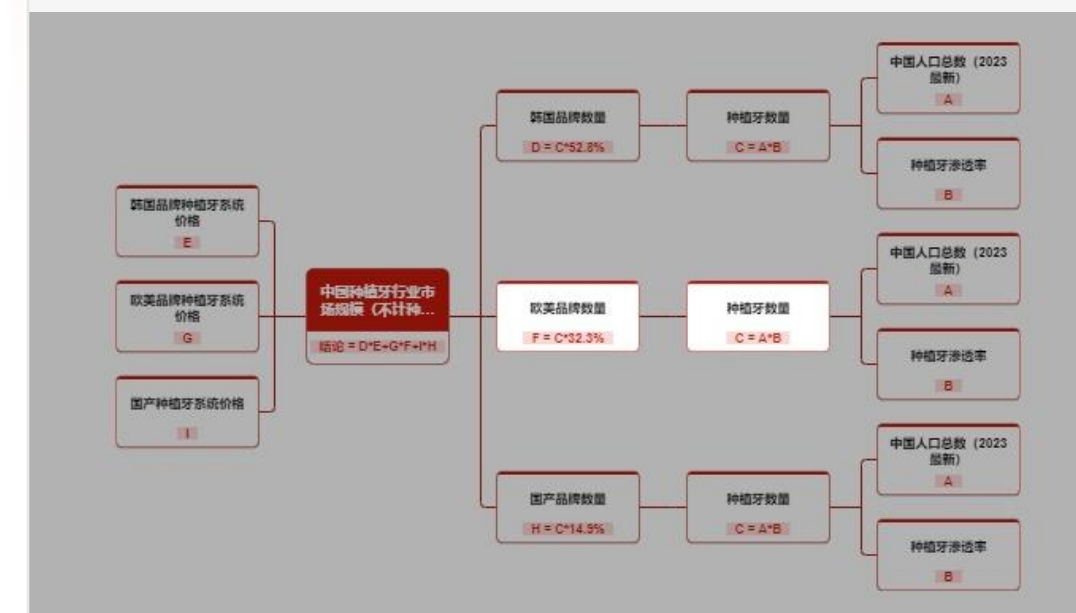 中国人口总数（2023
最新）
A
韩国品牌数量
D = C*52.8%
种植牙数量
C = A*B
种植牙渗透率
B
韩国品牌种植牙系统
价格
E
中国人口总数（2023
最新）
A
欧美品牌种植牙系统
价格
G
中国种植牙行业市
场规模（不计种...
结论 = D*E+G*F+I*H
欧美品牌数量
F = C*32.3%
种植牙数量
C = A*B
种植牙渗透率
B
国产种植牙系统价格
I
中国人口总数（2023
最新）
A
国产品牌数量
H = C*14.9%
种植牙数量
C = A*B
种植牙渗透率
B